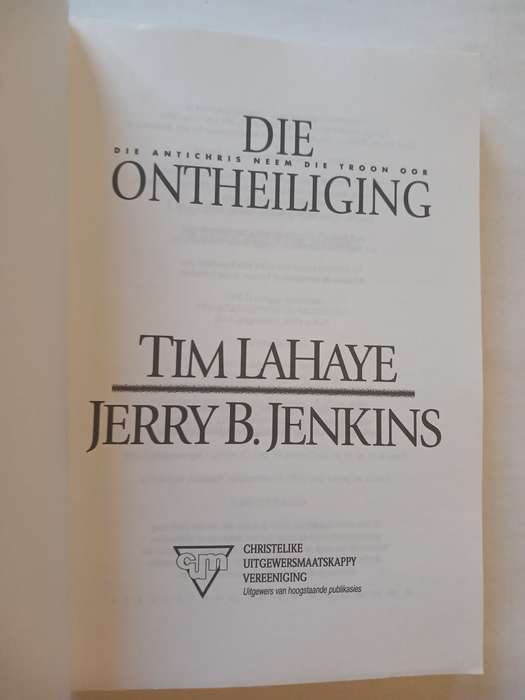 DIE
DIE ANTICHRIS NEEM DIE TROON OOR
ONTHEILIGING
TIM LAHAYE
JERRY B. JENKINS
cum
CHRISTELIKE
UITGEWERSMAATSKAPPY
VEREENIGING
Uitgewers van hoogstaande publikasies